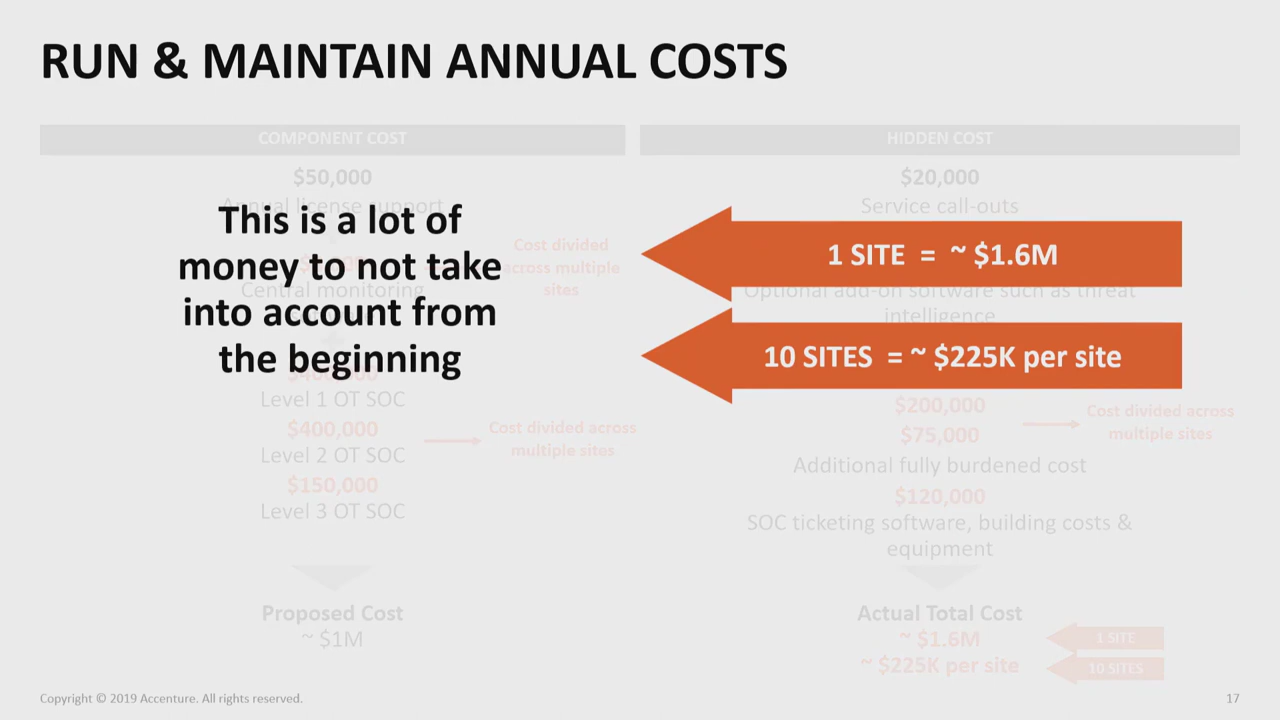 RUN & MAINTAIN ANNUAL COSTS
COMPONENT COST
$50,000
Annual license support
Central monitoring
Cost divided
across multiple
sites
Level 1 OT SOC
$400,000
Level 2 OT SOC
$150,000
Level 3 OT SOC
Cost divided across
multiple sites
Proposed Cost
~ $1M
This is a lot of
money to not take
into account from
the beginning
HIDDEN COST
$20,000
Service call-outs
1 SITE = ~ $1.6M
Optional add-on software such as threat
intelligence
10 SITES = ~ $225K per site
$200,000
$75,000
Cost divided across
multiple sites
Additional fully burdened cost
$120,000
SOC ticketing software, building costs &
equipment
Actual Total Cost
~ $1.6M
1 SITE
~ $225K per site
10 SITES
Copyright © 2019 Accenture. All rights reserved.
17